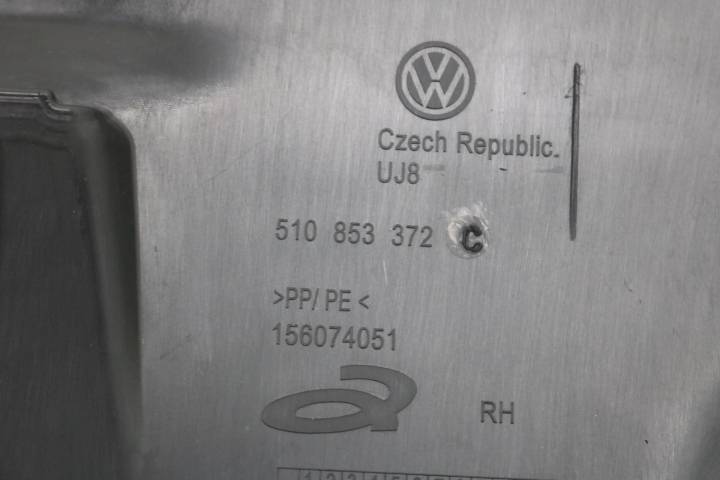 Czech Republic.
UJ8
510 853 372 C
>PP/PE<
156074051
RH